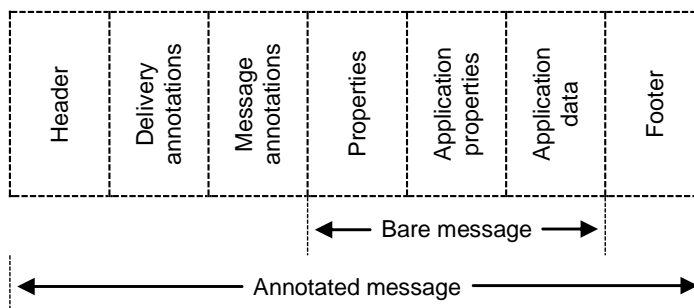 Header
Delivery
annotations
Message
annotations
Properties
Application
properties
Application
data
Footer
Bare message
Annotated message